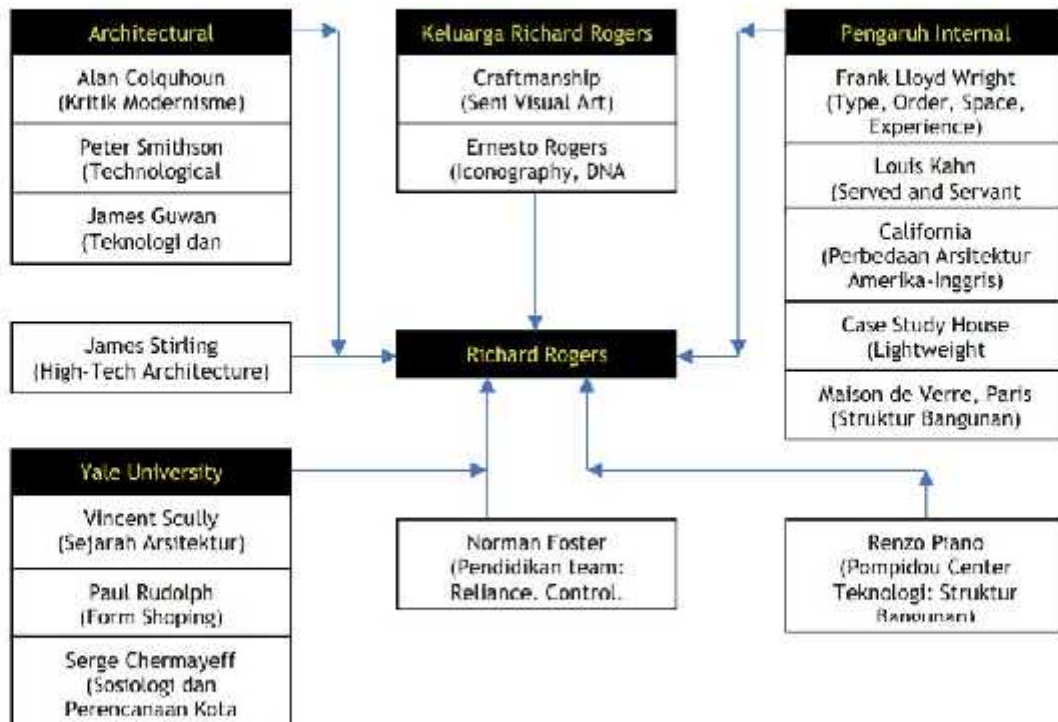 Architectural
Alan Colquhoun
(Kritik Modernisme)
Peter Smithson
(Technological
James Guwan
(Teknologi dan
James Stirling
(High-Tech Architecture)
Yale University
Vincent Scully
(Sejarah Arsitektur)
Paul Rudolph
(Form Shoping)
Serge Chermayeff
(Sosiologi dan
Perencanaan Kota
Keluarga Richard Rogers
Craftmanship
(Seni Visual Art)
Ernesto Rogers
(Iconography, DNA
Richard Rogers
Norman Foster
(Pendidikan team:
Reliance. Control.
Pengaruh Internal
Frank Lloyd Wright
(Type, Order, Space,
Experience)
Louis Kahn
(Served and Servant
California
(Perbedaan Arsitektur
Amerika-Inggris)
Case Study House
(Lightweight
Maison de Verre, Paris
(Struktur Bangunan)
Renzo Piano
(Pompidou Center
Teknologi: Struktur
Bangunan)